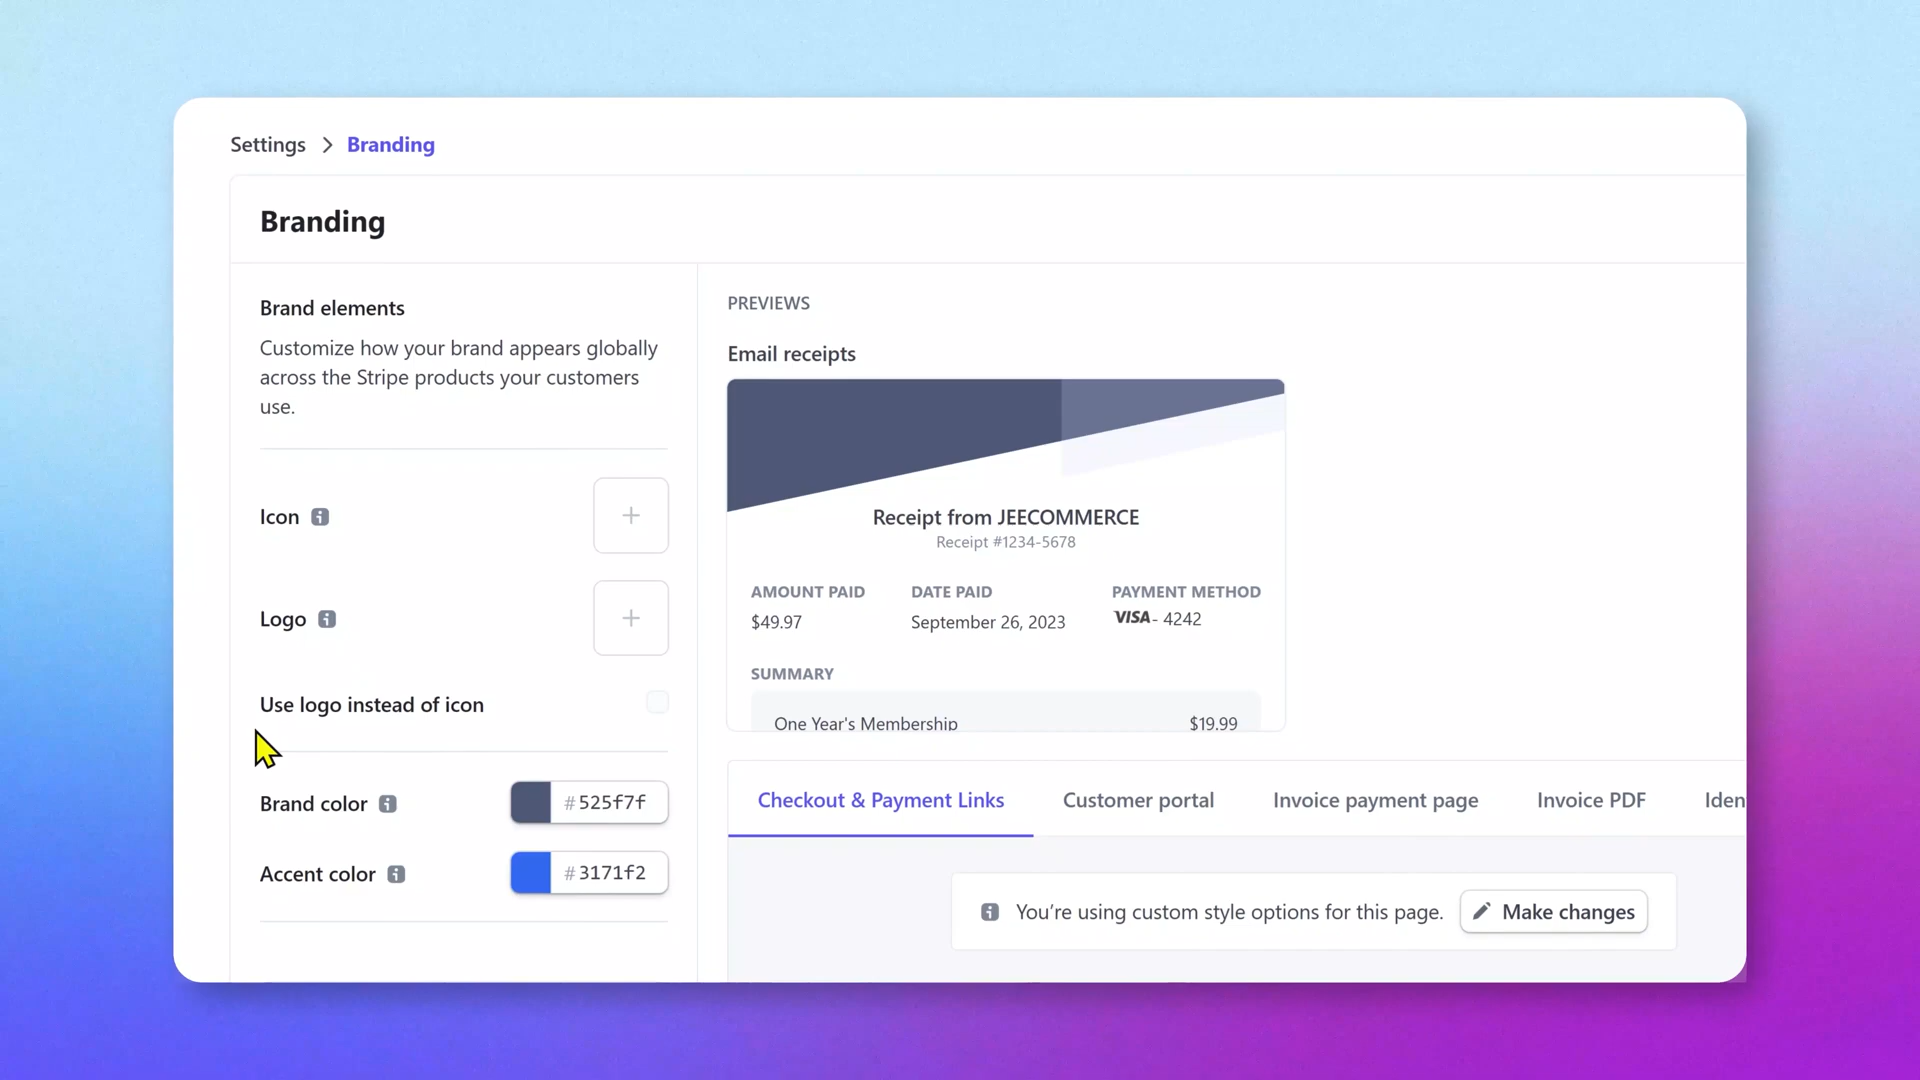 Settings > Branding
Branding
Brand elements
Customize how your brand appears globally
across the Stripe products your customers
use.
Icon
Logo
Use logo instead of icon
Brand color
#525f7f
Accent color
#3171f2
PREVIEWS
Email receipts
Receipt from JEECOMMERCE
Receipt #1234-5678
AMOUNT PAID DATE PAID PAYMENT METHOD
$49.97 September 26, 2023 VISA - 4242
SUMMARY
One Year's Membership $19.99
Checkout & Payment Links Customer portal Invoice payment page Invoice PDF Iden
You’re using custom style options for this page. Make changes